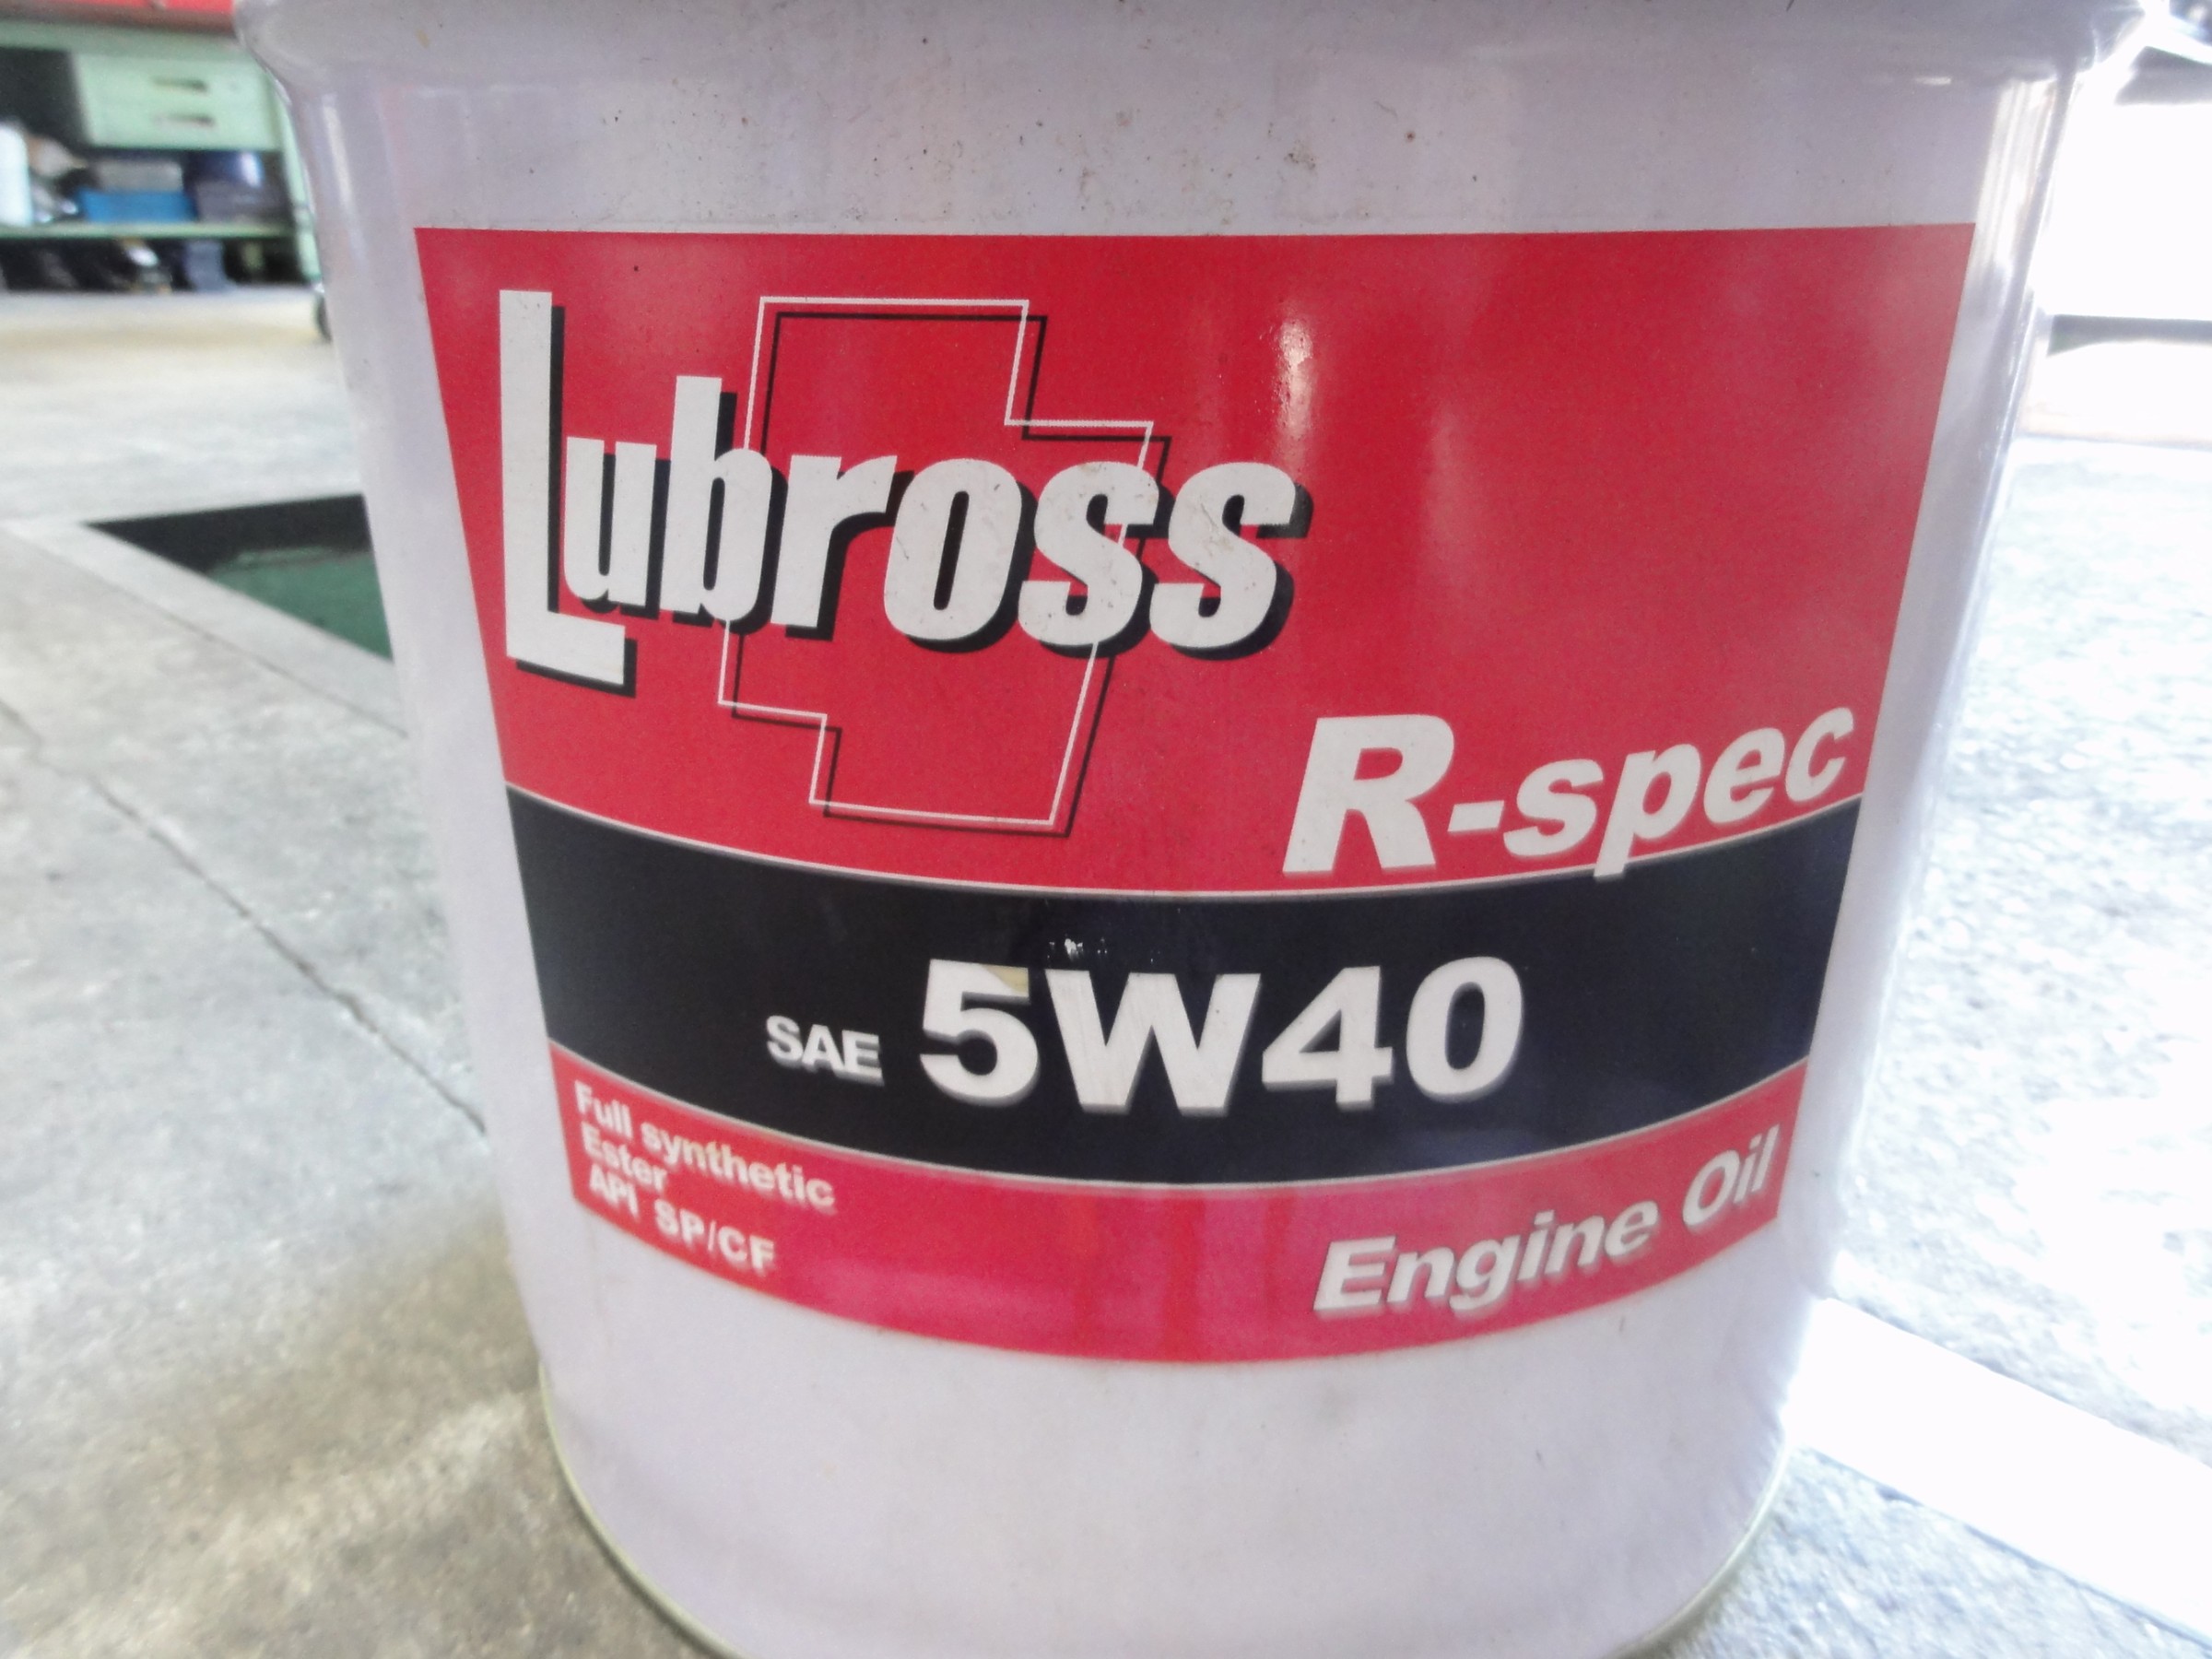 Lubross
R-spec
SAE 5W40
Full synthetic
Ester
API SP/CF
Engine Oil